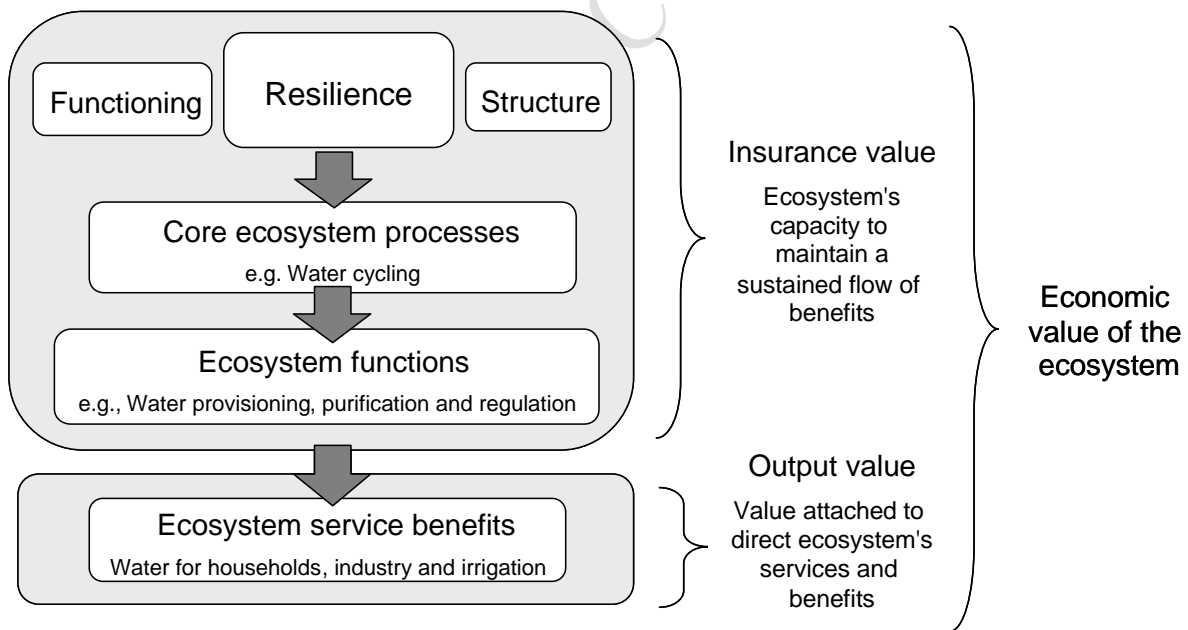 Functioning
Resilience
Structure
Core ecosystem processes
e.g. Water cycling
Ecosystem functions
e.g., Water provisioning, purification and regulation
Ecosystem service benefits
Water for households, industry and irrigation
Insurance value
Ecosystem's
capacity to
maintain a
sustained flow of
benefits
Output value
Value attached to
direct ecosystem's
services and
benefits
Economic
value of the
ecosystem